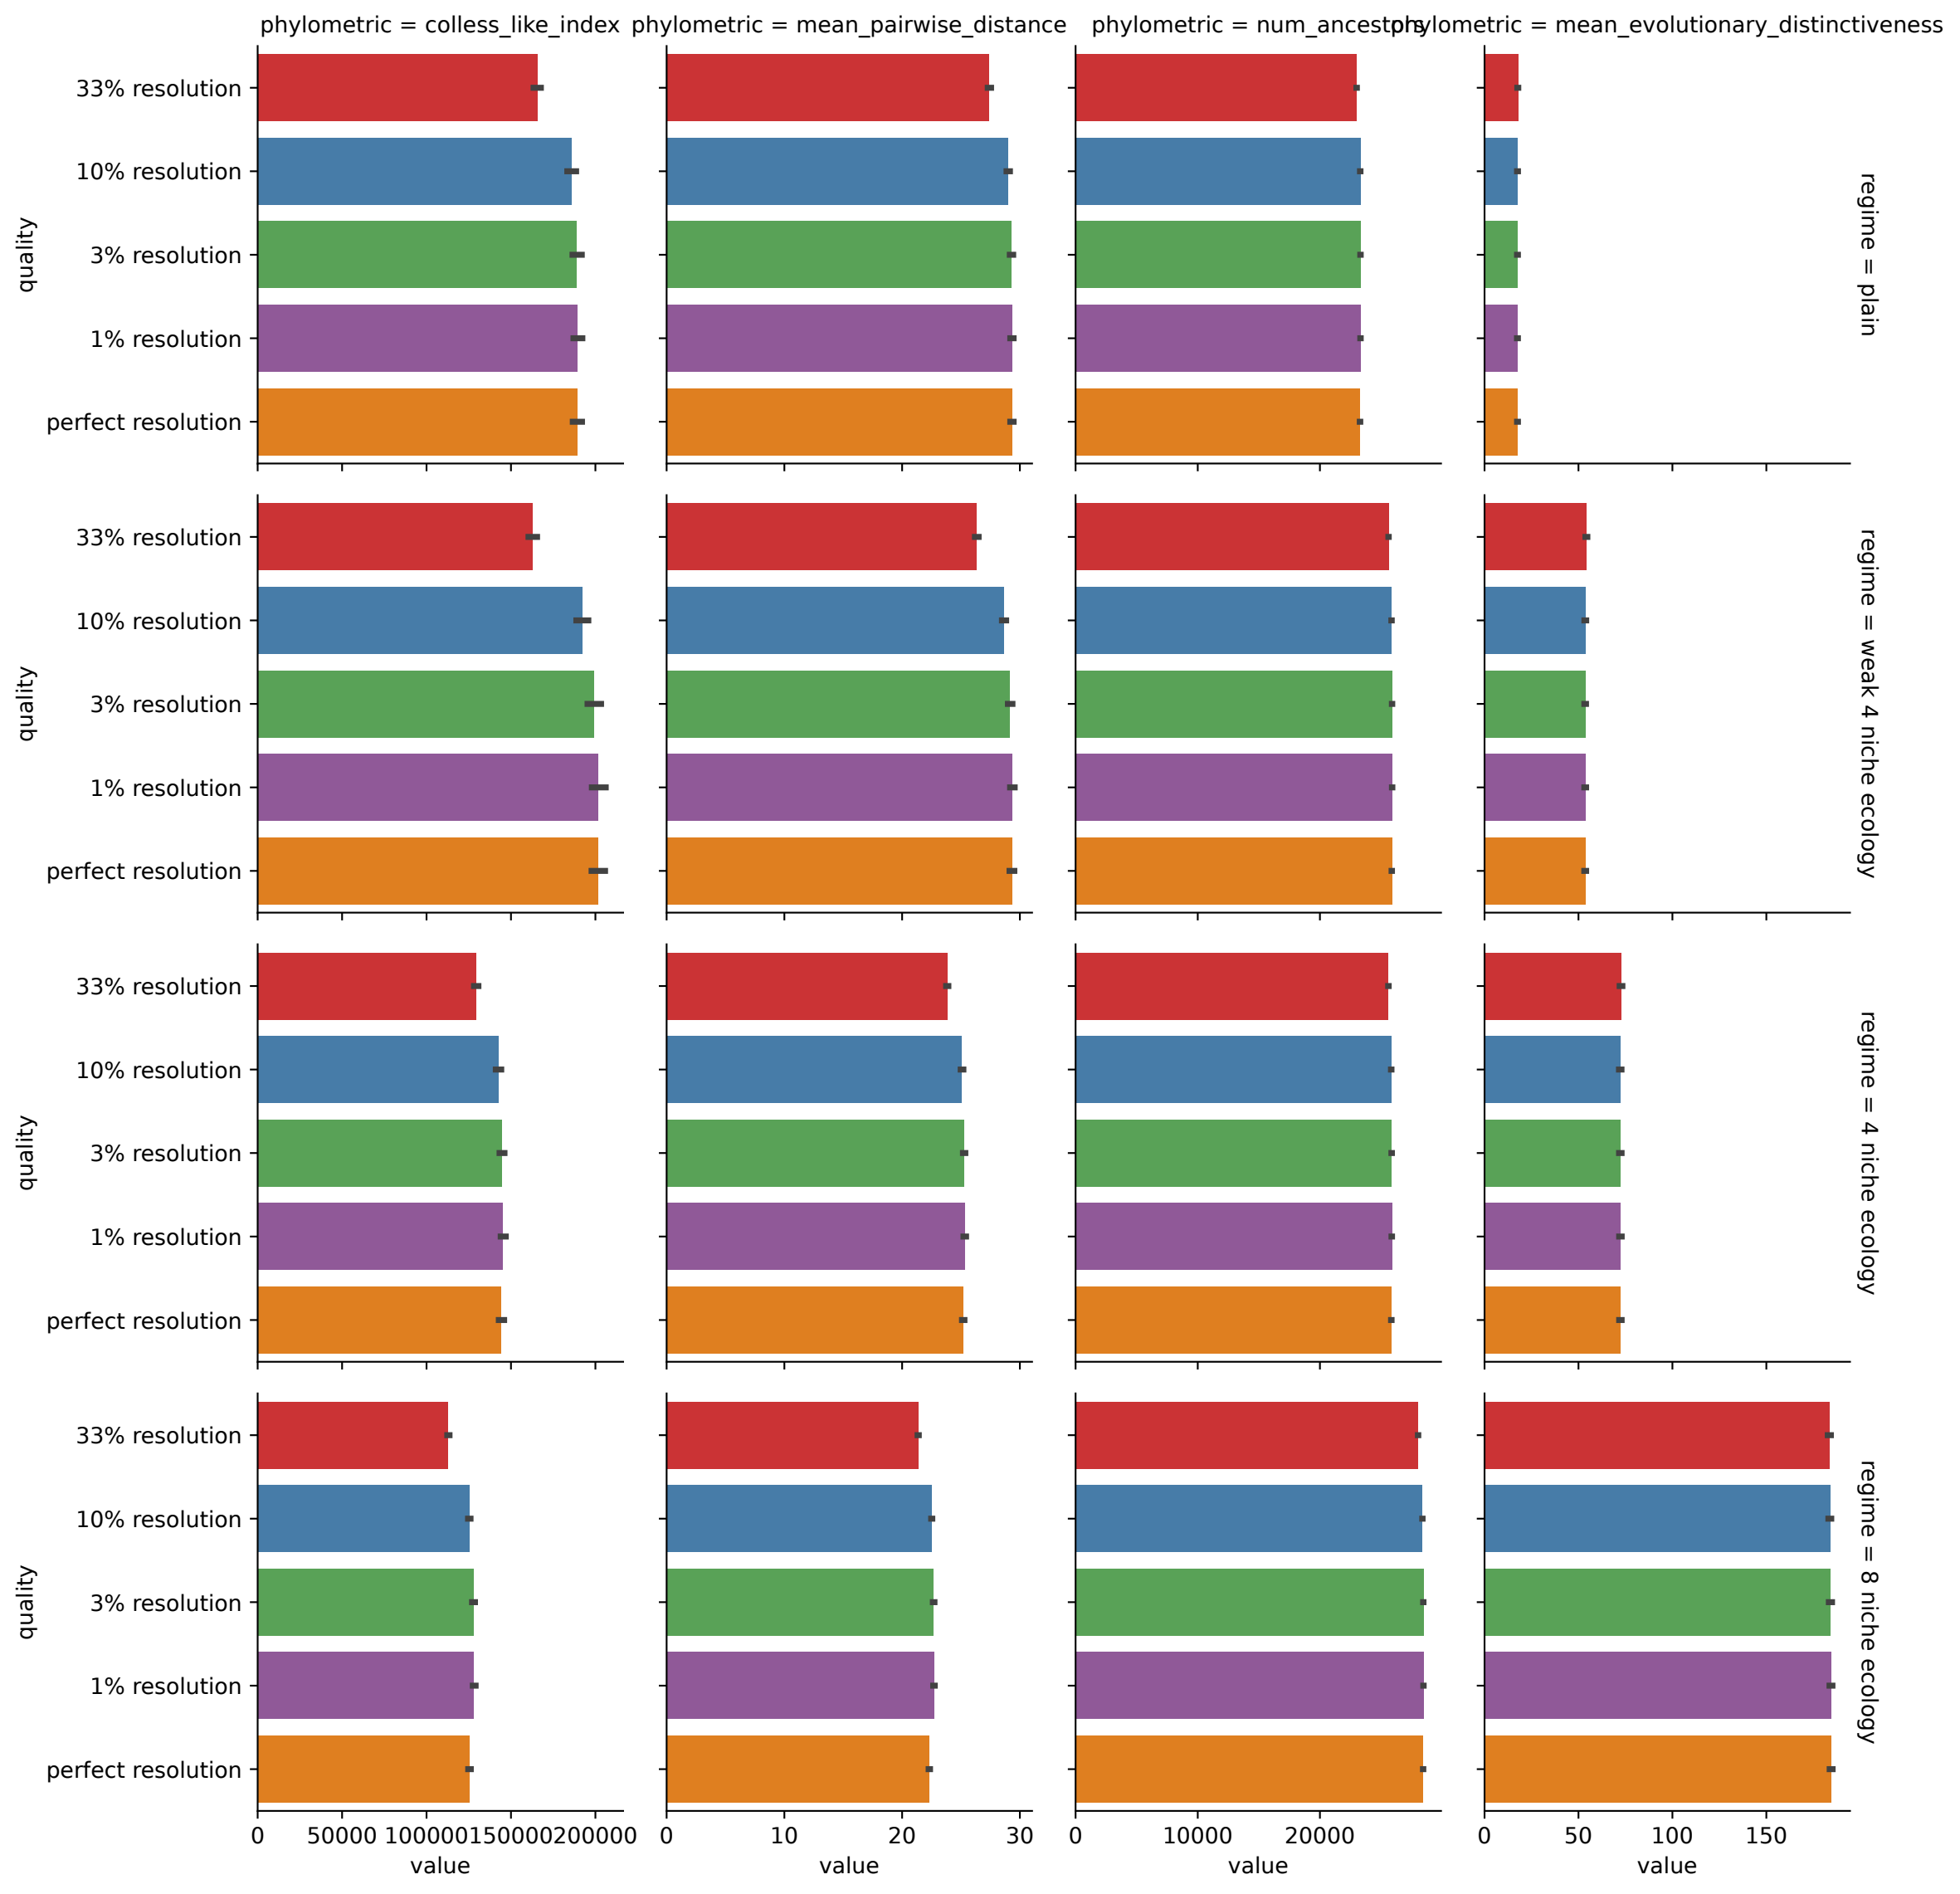 phylometric = colless_like_index
phylometric = mean_pairwise_distance
phylometric = num_ancestors
phylometric = mean_evolutionary_distinctiveness
quality
33% resolution
10% resolution
3% resolution
1% resolution
perfect resolution
regime = plain
quality
33% resolution
10% resolution
3% resolution
1% resolution
perfect resolution
regime = weak 4 niche ecology
quality
33% resolution
10% resolution
3% resolution
1% resolution
perfect resolution
regime = 4 niche ecology
quality
33% resolution
10% resolution
3% resolution
1% resolution
perfect resolution
regime = 8 niche ecology
0 50000 100000 150000 200000
0 10 20 30
0 10000 20000
0 50 100 150
value
value
value
value